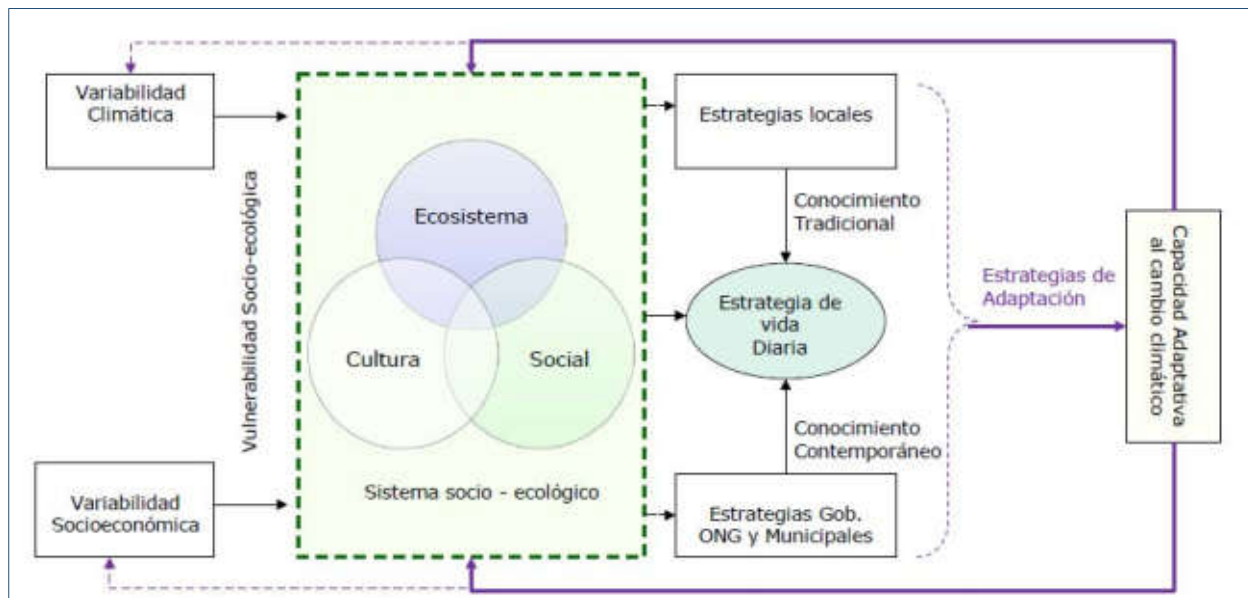 Variabilidad
Climática
Vulnerabilidad Socio-ecológica
Variabilidad
Socioeconómica
Ecosistema
Cultura
Social
Sistema socio - ecológico
Estrategias locales
Conocimiento
Tradicional
Estrategia de
vida
Diaria
Conocimiento
Contemporáneo
Estrategias Gob.
ONG y Municipales
Estrategias de
Adaptación
Capacidad Adaptativa
al cambio climático